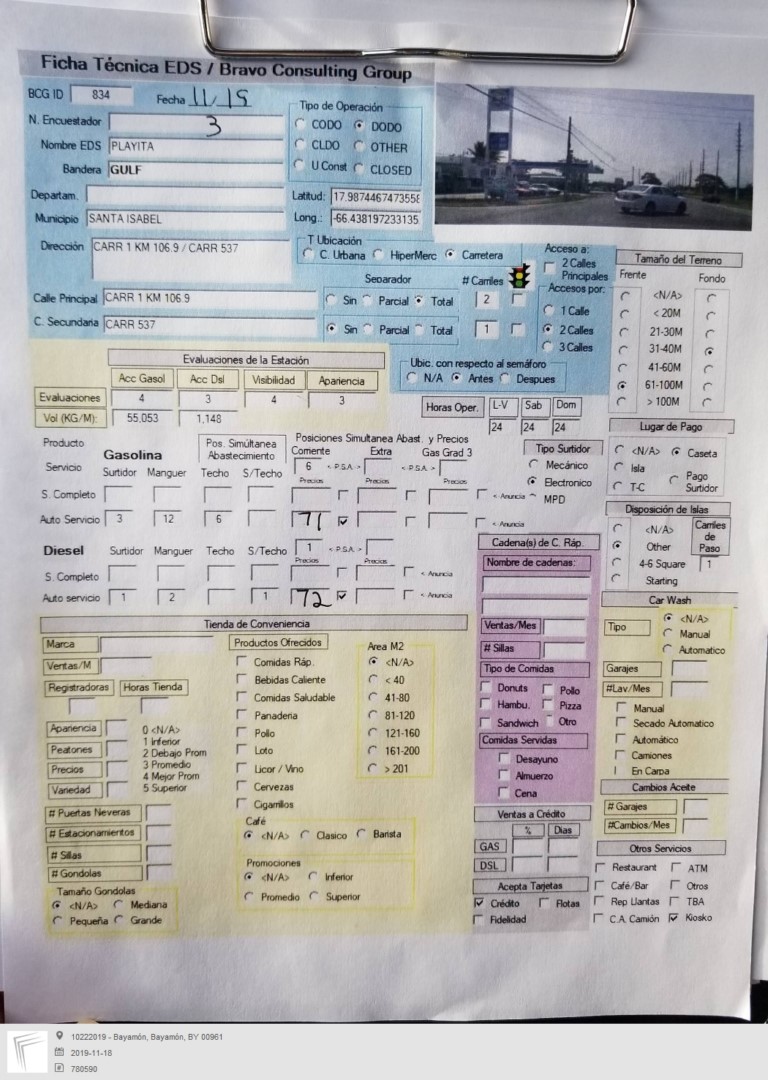 Ficha Técnica EDS / Bravo Consulting Group
BCG ID 834 Fecha 11/19
N. Encuestador 3
Nombre EDS PLAYITA
Bandera GULF
Departam.
Municipio SANTA ISABEL
Dirección CARR 1 KM 106.9 / CARR 537
Calle Principal CARR 1 KM 106.9
C. Secundaria CARR 537
Tipo de Operación
CODO DODO
CLDO OTHER
U Const CLOSED
Latitud: 17.9874467473558
Long.: -66.438197233135
T Ubicación
C. Urbana HiperMerc Carretera
Separador # Carriles
Sin Parcial Total 2
Sin Parcial Total 1
Acceso a:
2 Calles
Principales
Accesos por:
1 Calle
2 Calles
3 Calles
Ubic. con respecto al semáforo
N/A Antes Despues
Tamaño del Terreno
Frente Fondo
<N/A>
< 20M
21-30M
31-40M
41-60M
61-100M
> 100M
Evaluaciones de la Estación
Acc Gasol Acc Dsl Visibilidad Apariencia
Evaluaciones 4 3 4 3
Vol (KG/M): 55,053 1,148
Horas Oper. L-V Sab Dom
24 24 24
Lugar de Pago
<N/A> Caseta
Isla
T-C Pago
Surtidor
Producto Gasolina Pos. Simúltanea
Abastecimiento
Posiciones Simultanea Abast. y Precios
Corriente Extra Gas Grad 3
Servicio Surtidor Manguer Techo S/Techo 6 < P.S.A. > < P.S.A. >
Precios Precios Precios
S. Completo < Anuncia
Auto Servicio 3 12 6 71 < Anuncia
Tipo Surtidor
Mecánico
Electronico
MPD
Disposición de Islas
<N/A>
Other
4-6 Square
Starting
Carriles
de
Paso
1
Diesel Surtidor Manguer Techo S/Techo 1 < P.S.A. >
Precios Precios
S. Completo < Anuncia
Auto servicio 1 2 1 72 < Anuncia
Cadena(s) de C. Ráp.
Nombre de cadenas:
Ventas/Mes
# Sillas
Tipo de Comidas
Donuts Pollo
Hambu. Pizza
Sandwich Otro
Comidas Servidas
Desayuno
Almuerzo
Cena
Car Wash
Tipo <N/A>
Manual
Automatico
Garajes
#Lav/Mes
Manual
Secado Automatico
Automático
Camiones
En Carpa
Cambios Aceite
# Garajes
#Cambios/Mes
Tienda de Conveniencia
Marca
Ventas/M
Registradoras Horas Tienda
Apariencia
Peatones
Precios
Variedad
0 <N/A>
1 Inferior
2 Debajo Prom
3 Promedio
4 Mejor Prom
5 Superior
# Puertas Neveras
# Estacionamientos
# Sillas
# Gondolas
Tamaño Gondolas
<N/A> Mediana
Pequeña Grande
Productos Ofrecidos
Comidas Ráp.
Bebidas Caliente
Comidas Saludable
Panaderia
Pollo
Loto
Licor / Vino
Cervezas
Cigarrillos
Area M2
<N/A>
< 40
41-80
81-120
121-160
161-200
> 201
Café
<N/A> Clasico Barista
Promociones
<N/A> Inferior
Promedio Superior
Ventas a Crédito
% Dias
GAS
DSL
Acepta Tarjetas
Crédito Flotas
Fidelidad
Otros Servicios
Restaurant ATM
Café/Bar Otros
Rep Llantas TBA
C.A. Camión Kiosko
10222019 - Bayamón, Bayamón, BY 00961
2019-11-18
780590